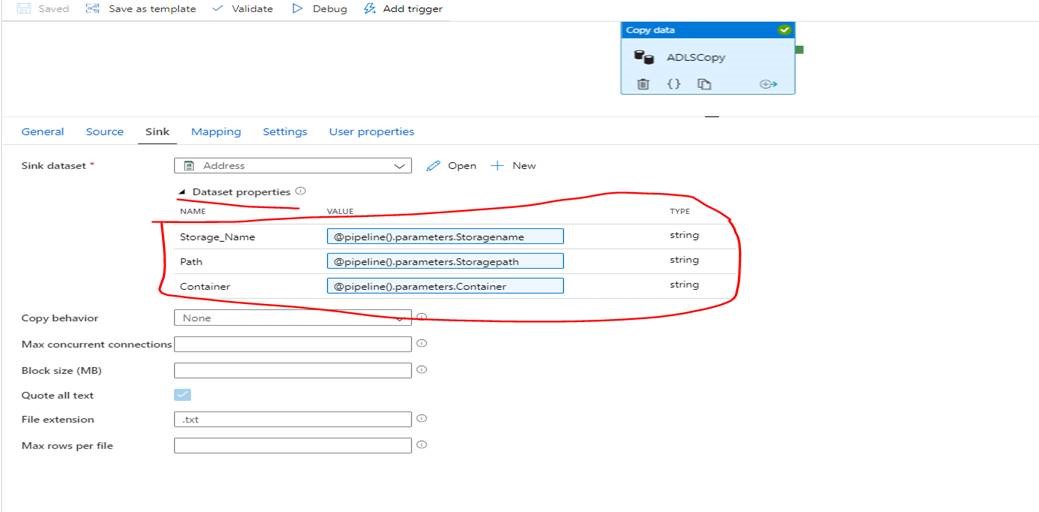 Saved Save as template Validate Debug Add trigger
Copy data
ADLSCopy
{}
General Source Sink Mapping Settings User properties
Sink dataset * Address Open New
Dataset properties
NAME VALUE TYPE
Storage_Name @pipeline().parameters.Storagename string
Path @pipeline().parameters.Storagepath string
Container @pipeline().parameters.Container string
Copy behavior None
Max concurrent connections
Block size (MB)
Quote all text
File extension .txt
Max rows per file